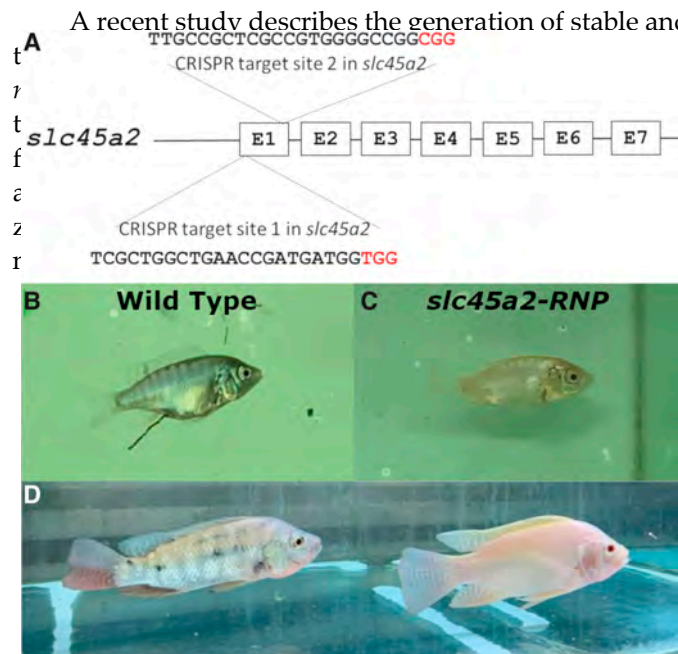 A recent study describes the generation of stable and
t
A
TTGCCGCTCGCCGTGGGGCCGGCGG
CRISPR target site 2 in slc45a2
slc45a2
E1 E2 E3 E4 E5 E6 E7
CRISPR target site 1 in slc45a2
TCGCTGGCTGAACCGATGATGGTGG
B Wild Type
C slc45a2-RNP
D